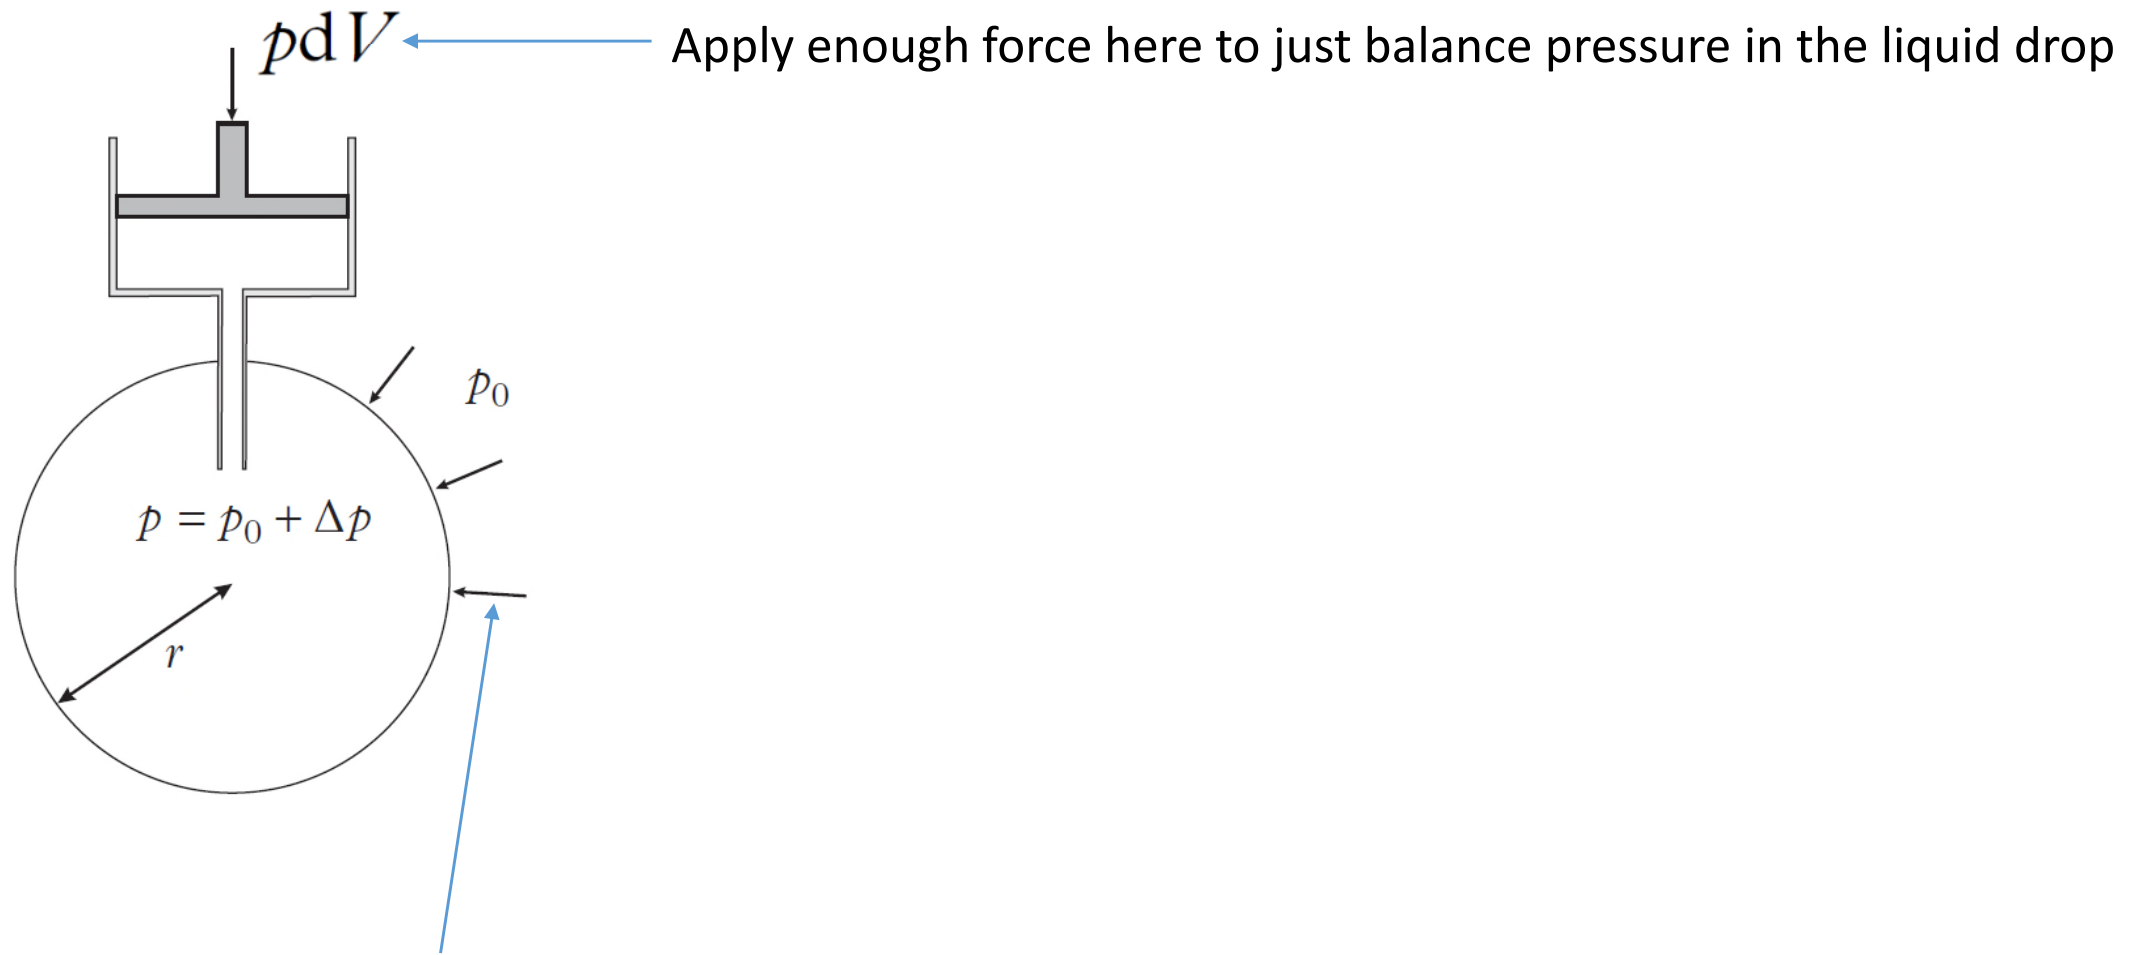 pdV Apply enough force here to just balance pressure in the liquid drop
p₀
p = p₀ + Δp
r